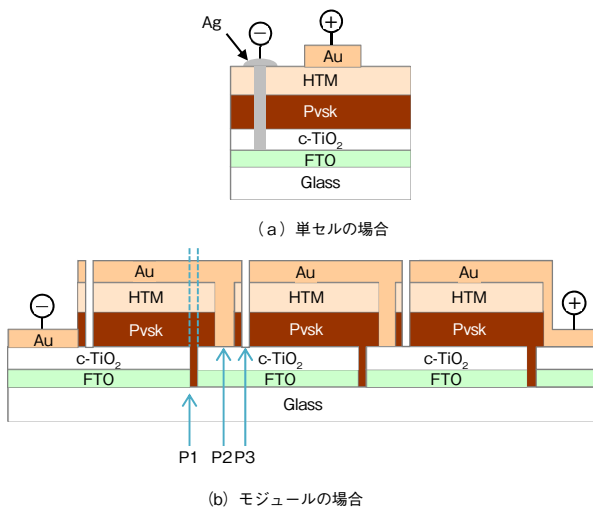 Ag
⊖
⊕
Au
HTM
Pvsk
c-TiO₂
FTO
Glass
(a) 単セルの場合
Au Au Au
⊖ HTM HTM HTM ⊕
Au Pvsk Pvsk Pvsk
c-TiO₂ c-TiO₂ c-TiO₂
FTO FTO FTO
Glass
P1 P2 P3
(b) モジュールの場合